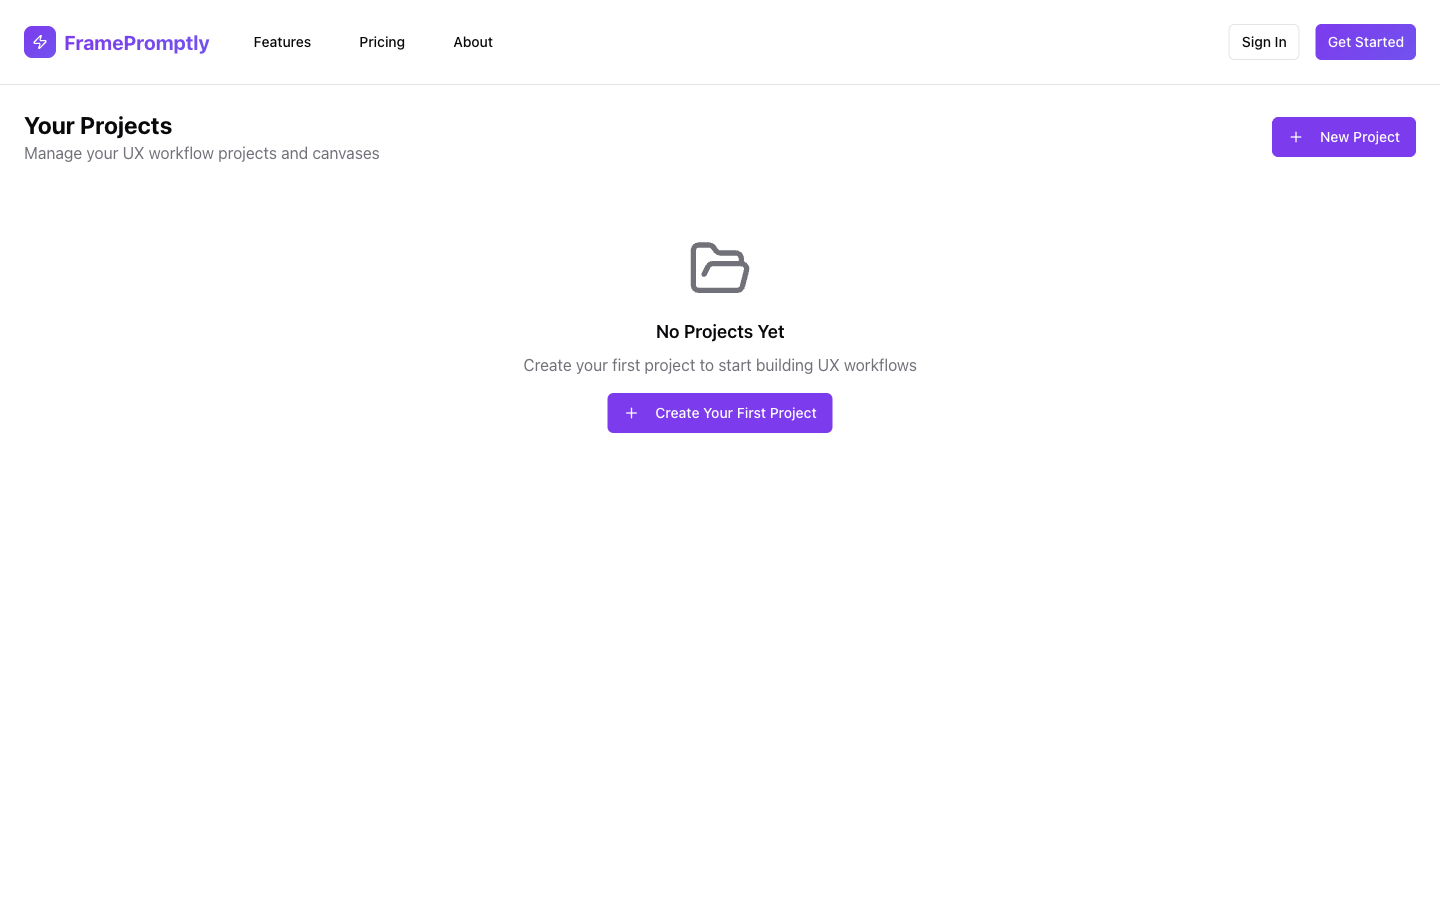 FramePromptly
Features
Pricing
About
Sign In
Get Started
Your Projects
Manage your UX workflow projects and canvases
New Project
No Projects Yet
Create your first project to start building UX workflows
Create Your First Project